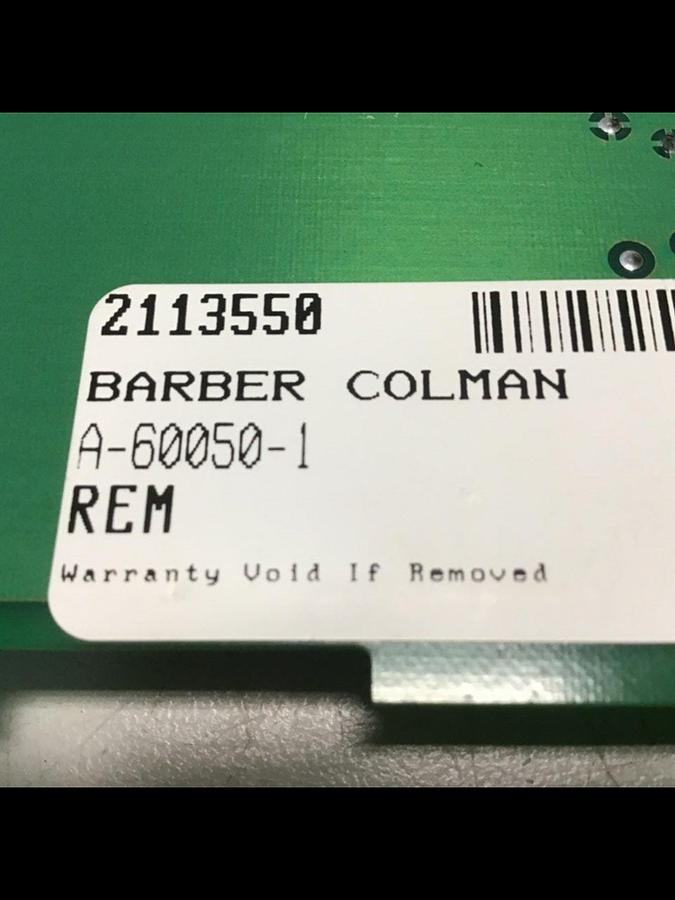 2113550
BARBER COLMAN
A-60050-1
REM
Warranty Void If Removed